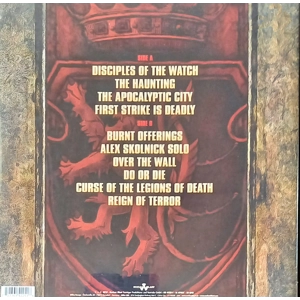 SIDE A
DISCIPLES OF THE WATCH
THE HAUNTING
THE APOCALYPTIC CITY
FIRST STRIKE IS DEADLY
SIDE B
BURNT OFFERINGS
ALEX SKOLNICK SOLO
OVER THE WALL
DO OR DIE
CURSE OF THE LEGIONS OF DEATH
REIGN OF TERROR